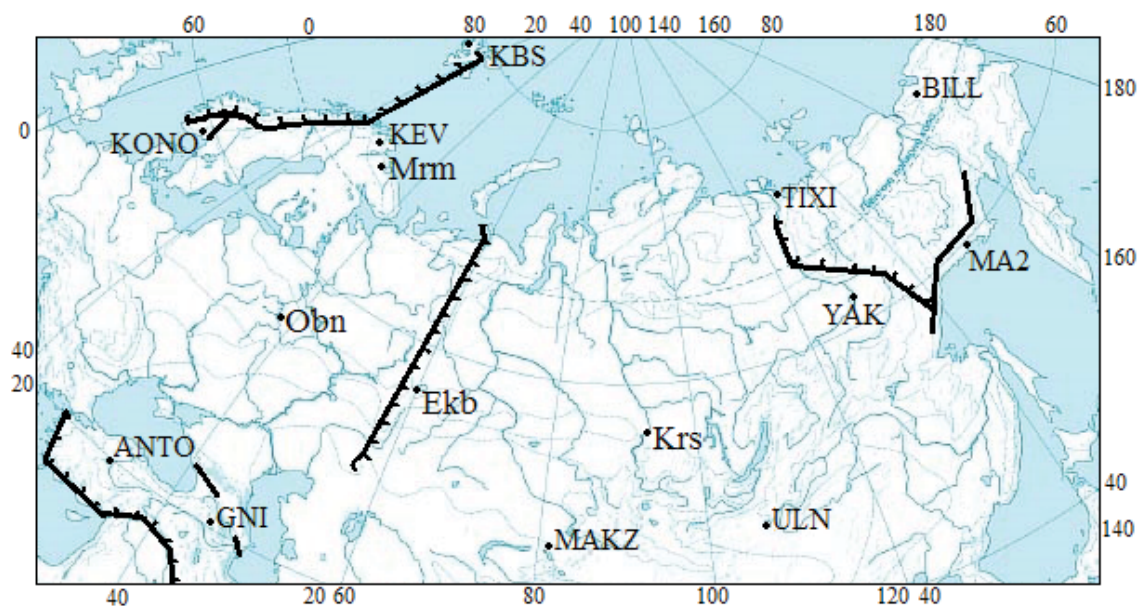 60 0 80 20 40 100 140 160 80 180 60
KBS
BILL
180
0
KONO
KEV
Mrm
TIXI
MA2
160
YAK
Obn
40
20
Ekb
Krs
ANTO
40
GNI
ULN
140
MAKZ
40 20 60 80 100 120 40